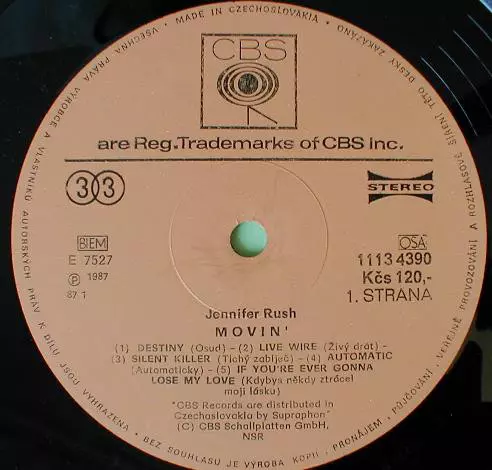 MADE IN CZECHOSLOVAKIA
VŠECHNA PRÁVA VÝROBCE A VLASTNÍKŮ AUTORSKÝCH PRÁV K DÍLU JSOU VYHRAZENA • BEZ SOUHLASU JE VÝROBA KOPIÍ, PRONÁJEM, PŮJČOVÁNÍ, VEŘEJNÉ PROVOZOVÁNÍ A ROZHLASOVÉ ŠÍŘENÍ TÉTO DESKY ZAKÁZÁNO •
CBS
are Reg.Trademarks of CBS Inc.
33
STEREO
BIEM
OSA
E 7527
1113 4390
℗ 1987
Kčs 120,-
87 1
1. STRANA
Jennifer Rush
MOVIN'
(1) DESTINY (Osud) – (2) LIVE WIRE (Živý drát) –
(3) SILENT KILLER (Tichý zabíječ) – (4) AUTOMATIC
(Automaticky) – (5) IF YOU'RE EVER GONNA
LOSE MY LOVE (Kdybys někdy ztrácel
moji lásku)
"CBS Records are distributed in
Czechoslovakia by Supraphon"
(C) CBS Schallplatten GmbH,
NSR